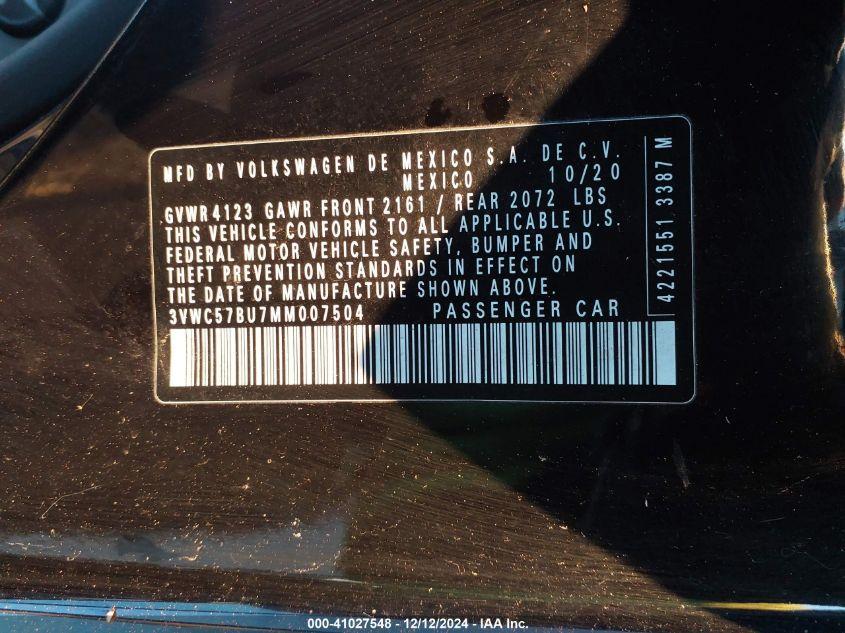 MFD BY VOLKSWAGEN DE MEXICO S.A. DE C.V.
MEXICO 10/20
GVWR 4123 GAWR FRONT 2161 / REAR 2072 LBS
THIS VEHICLE CONFORMS TO ALL APPLICABLE U.S.
FEDERAL MOTOR VEHICLE SAFETY, BUMPER AND
THEFT PREVENTION STANDARDS IN EFFECT ON
THE DATE OF MANUFACTURE SHOWN ABOVE.
3VWC57BU7MM007504 PASSENGER CAR
4221551 3387 M
000-41027548 - 12/12/2024 - IAA Inc.